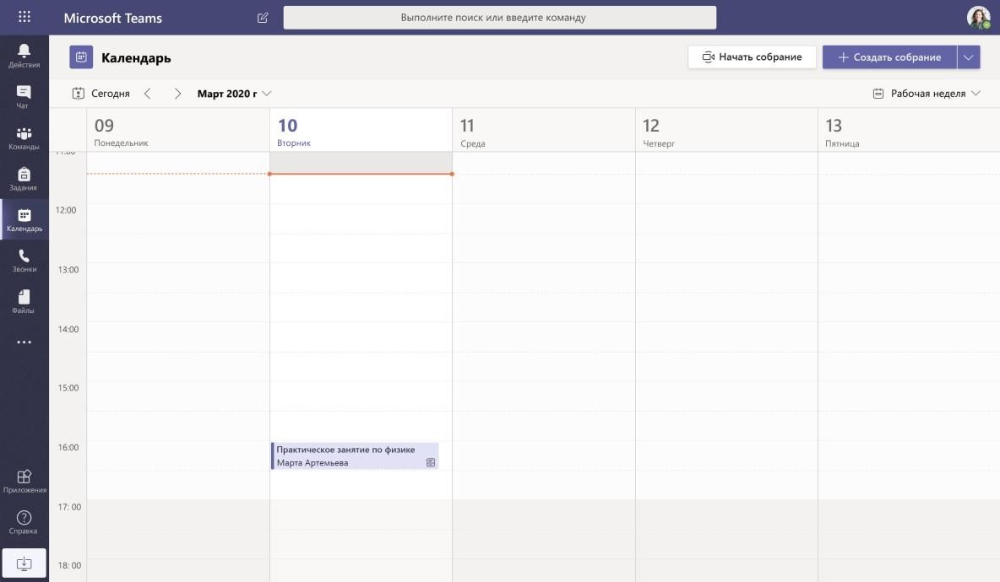 Microsoft Teams
Выполните поиск или введите команду
Действия
Чат
Команды
Задания
Календарь
Звонки
Файлы
Приложения
Справка
Календарь
Начать собрание
Создать собрание
Сегодня
Март 2020 г
Рабочая неделя
09
Понедельник
10
Вторник
11
Среда
12
Четверг
13
Пятница
11:00
12:00
13:00
14:00
15:00
16:00
Практическое занятие по физике
Марта Артемьева
17: 00
18: 00